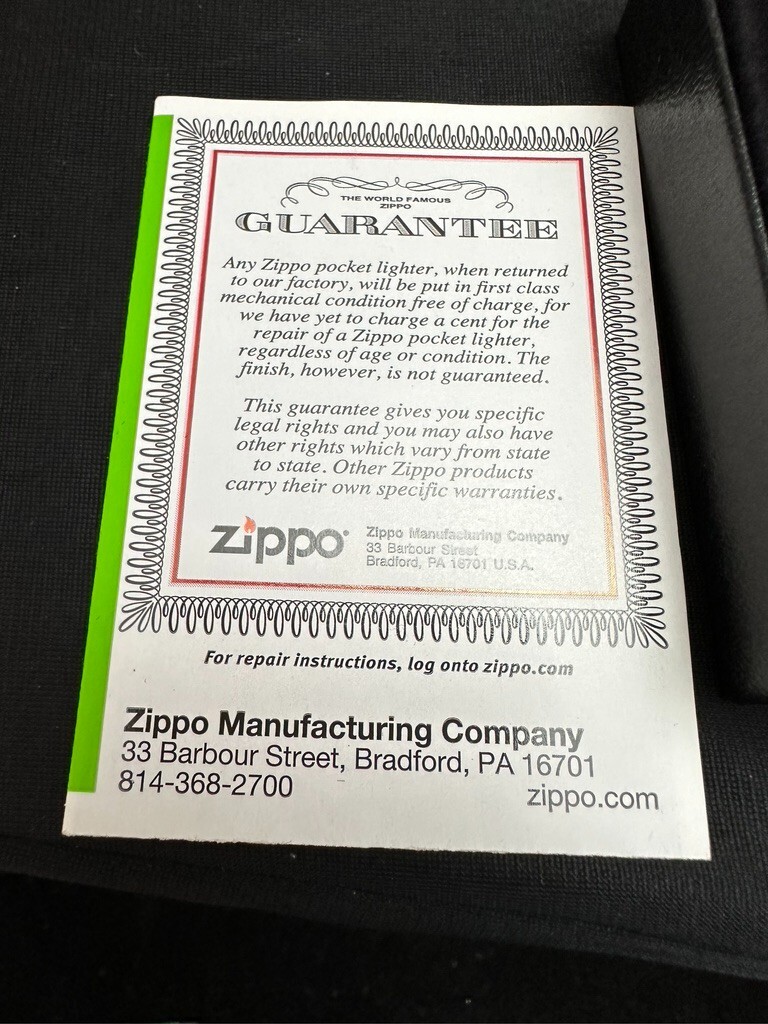 THE WORLD FAMOUS
ZIPPO
GUARANTEE
Any Zippo pocket lighter, when returned
to our factory, will be put in first class
mechanical condition free of charge, for
we have yet to charge a cent for the
repair of a Zippo pocket lighter,
regardless of age or condition. The
finish, however, is not guaranteed.
This guarantee gives you specific
legal rights and you may also have
other rights which vary from state
to state. Other Zippo products
carry their own specific warranties.
zippo®
Zippo Manufacturing Company
33 Barbour Street
Bradford, PA 16701 U.S.A.
For repair instructions, log onto zippo.com
Zippo Manufacturing Company
33 Barbour Street, Bradford, PA 16701
814-368-2700
zippo.com